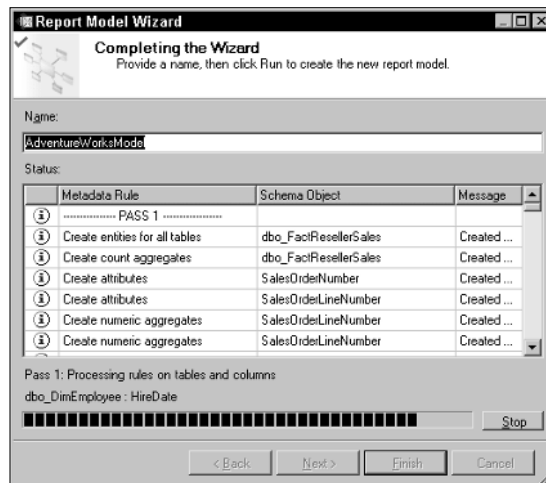 Report Model Wizard
Completing the Wizard
Provide a name, then click Run to create the new report model.
Name:
AdventureWorksModel
Status:
Metadata Rule Schema Object Message
---------------- PASS 1 ------------------
Create entities for all tables dbo_FactResellerSales Created ...
Create count aggregates dbo_FactResellerSales Created ...
Create attributes SalesOrderNumber Created ...
Create attributes SalesOrderLineNumber Created ...
Create numeric aggregates SalesOrderLineNumber Created ...
Create numeric aggregates SalesOrderLineNumber Created ...
Pass 1: Processing rules on tables and columns
dbo_DimEmployee : HireDate
Stop
< Back Next > Finish Cancel